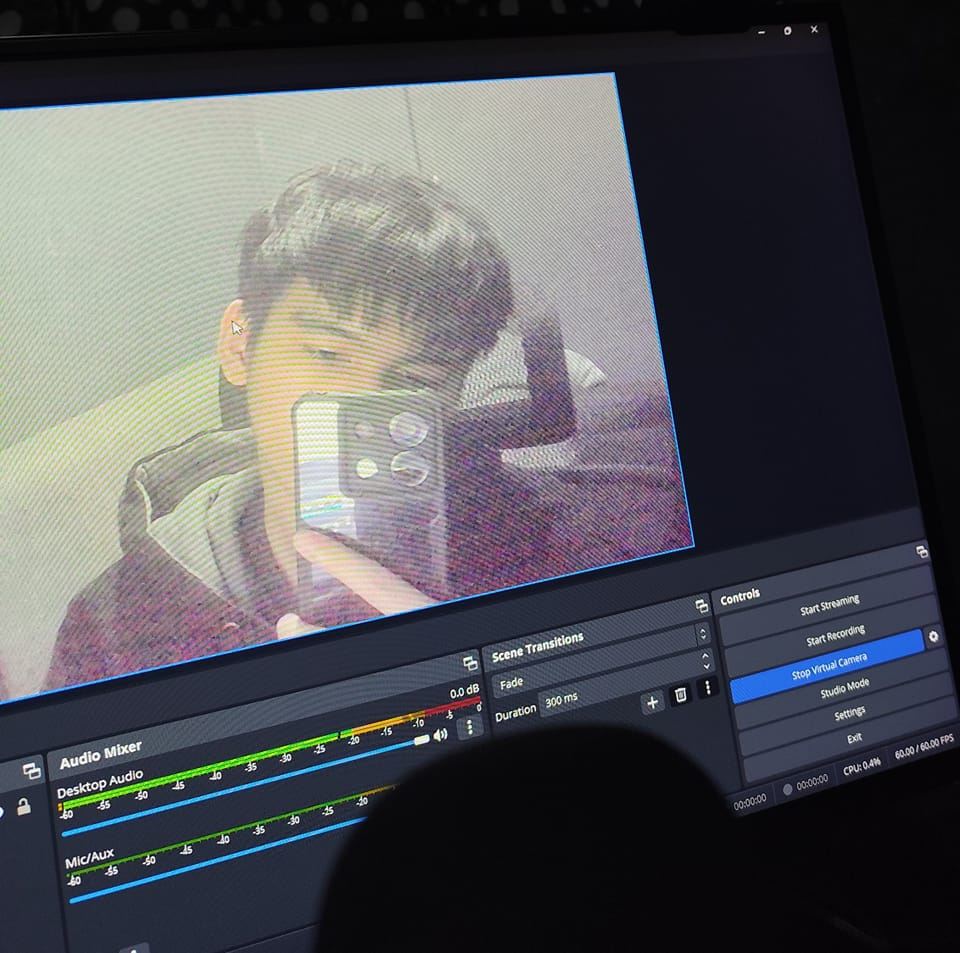 Audio Mixer
Desktop Audio
0.0 dB
-60 -55 -50 -45 -40 -35 -30 -25 -20 -15 -10 -5 0
Mic/Aux
-60 -55 -50 -45 -40 -35 -30 -25 -20
Scene Transitions
Fade
Duration 300 ms
Controls
Start Streaming
Start Recording
Stop Virtual Camera
Studio Mode
Settings
Exit
00:00:00 00:00:00 CPU: 0.4% 60.00 / 60.00 FPS